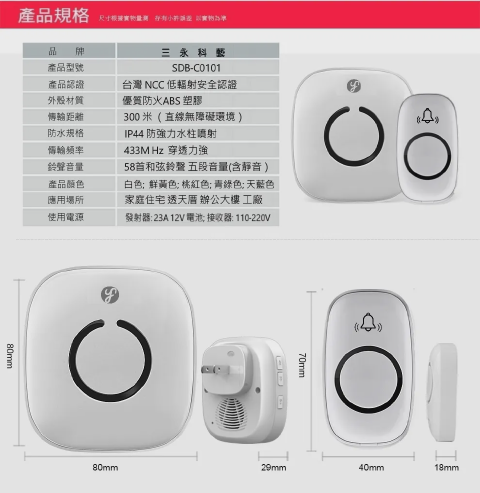 產品規格 尺寸根據實物量測 存有小許誤差 以實物為準
品 牌 三 永 科 藝
產品型號 SDB-C0101
產品認證 台灣 NCC 低輻射安全認證
外殼材質 優質防火ABS 塑膠
傳輸距離 300 米 (直線無障礙環境)
防水規格 IP44 防強力水柱噴射
傳輸頻率 433M Hz 穿透力強
鈴聲音量 58首和弦鈴聲 五段音量(含靜音)
產品顏色 白色; 鮮黃色; 桃紅色; 青綠色; 天藍色
應用場所 家庭住宅 透天厝 辦公大樓 工廠
使用電源 發射器: 23A 12V 電池; 接收器: 110-220V
80mm
80mm
29mm
70mm
40mm
18mm